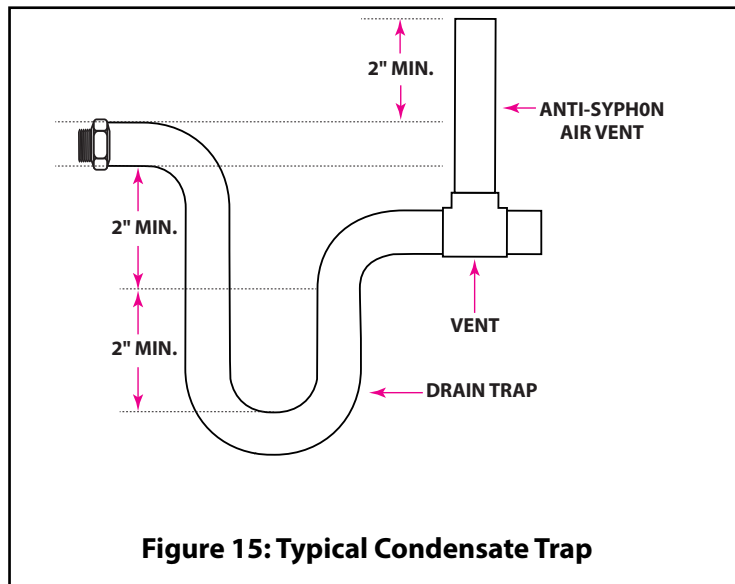 2" MIN.
ANTI-SYPH0N
AIR VENT
2" MIN.
VENT
2" MIN.
DRAIN TRAP
Figure 15: Typical Condensate Trap